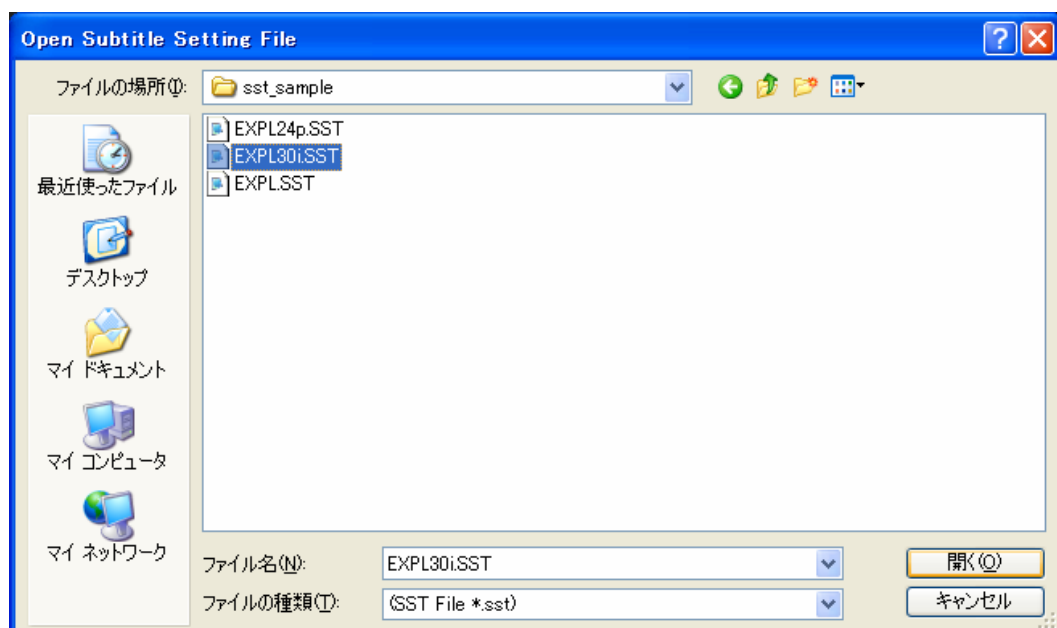 Open Subtitle Setting File
ファイルの場所(I):
sst_sample
EXPL24p.SST
EXPL30i.SST
EXPL.SST
最近使ったファイル
デスクトップ
マイ ドキュメント
マイ コンピュータ
マイ ネットワーク
ファイル名(N):
EXPL30i.SST
開く(O)
ファイルの種類(T):
(SST File *.sst)
キャンセル